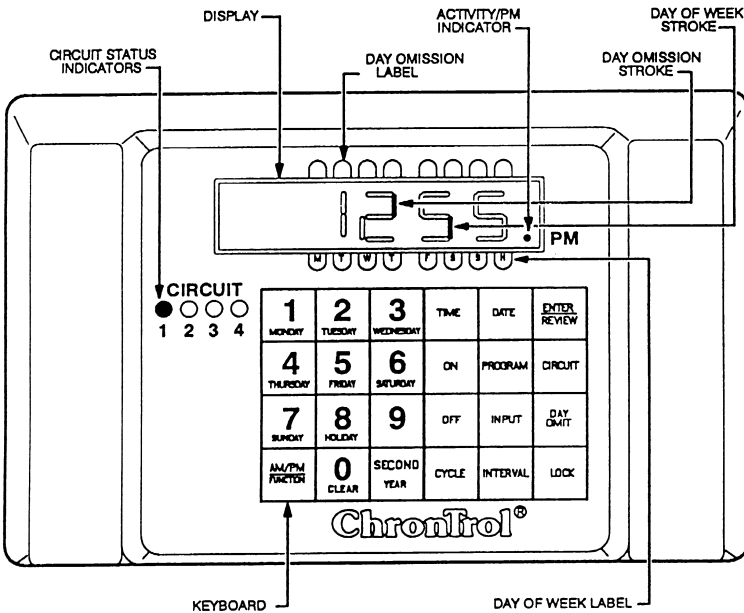 DISPLAY
ACTIVITY/PM
INDICATOR
DAY OF WEEK
STROKE
CIRCUIT STATUS
INDICATORS
DAY OMISSION
LABEL
DAY OMISSION
STROKE
12 55
PM
M T W T F S S H
CIRCUIT
1 2 3 4
1 MONDAY
2 TUESDAY
3 WEDNESDAY
TIME
DATE
ENTER
REVIEW
4 THURSDAY
5 FRIDAY
6 SATURDAY
ON
PROGRAM
CIRCUIT
7 SUNDAY
8 HOLIDAY
9
OFF
INPUT
DAY
OMIT
AM/PM
FUNCTION
0 CLEAR
SECOND
YEAR
CYCLE
INTERVAL
LOCK
ChronTrol®
KEYBOARD
DAY OF WEEK LABEL